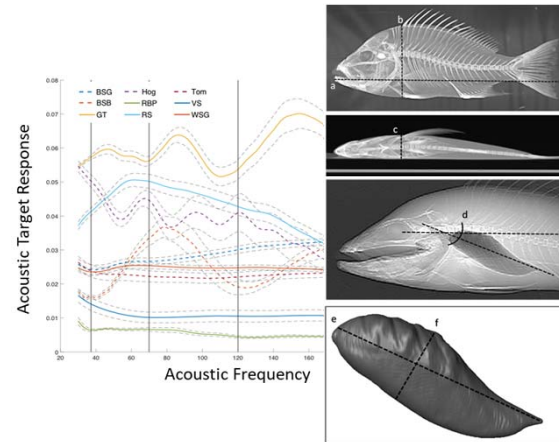 Acoustic Target Response
0.08
0.07
0.06
0.05
0.04
0.03
0.02
0.01
0
BSG Hog Tom
BSB RBP VS
GT RS WSG
20 40 60 80 100 120 140 160
Acoustic Frequency
a
b
c
d
e
f